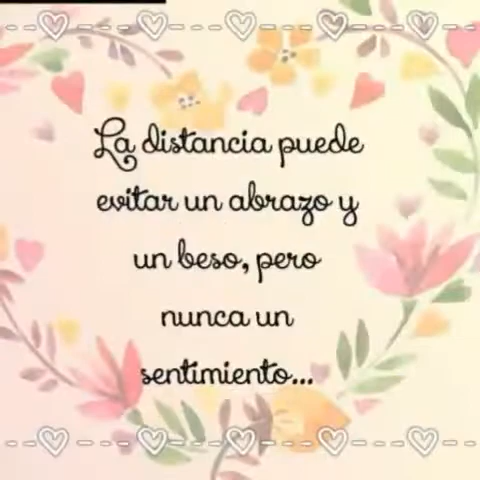 La distancia puede
evitar un abrazo y
un beso, pero
nunca un
sentimiento...